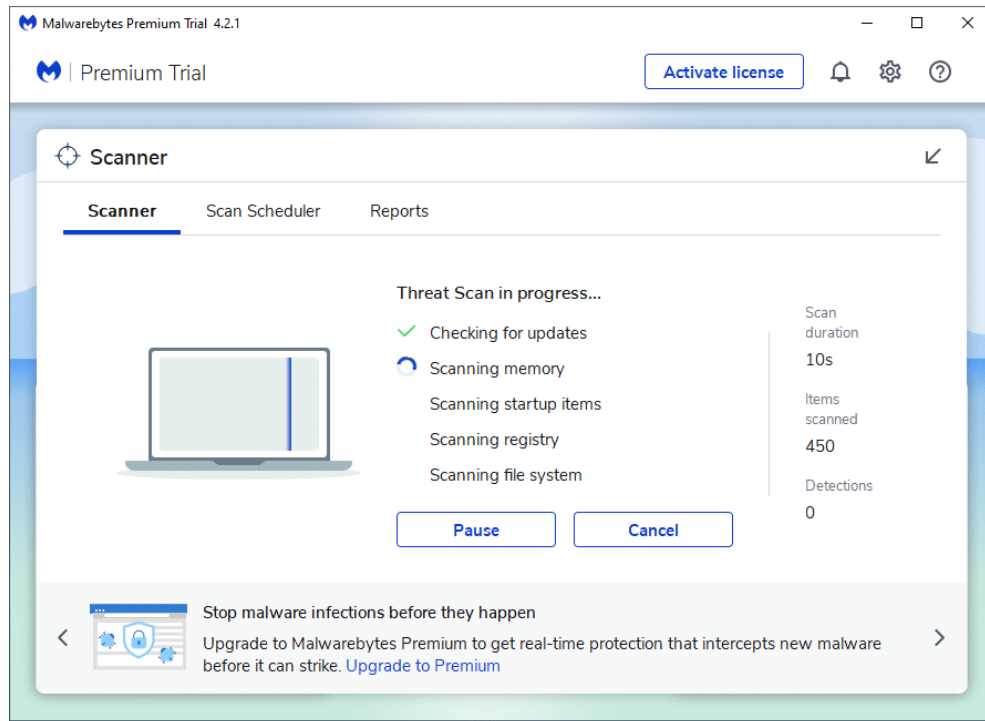 Malwarebytes Premium Trial 4.2.1
Premium Trial
Activate license
Scanner
Scanner
Scan Scheduler
Reports
Threat Scan in progress...
Checking for updates
Scanning memory
Scanning startup items
Scanning registry
Scanning file system
Pause
Cancel
Scan
duration
10s
Items
scanned
450
Detections
0
Stop malware infections before they happen
Upgrade to Malwarebytes Premium to get real-time protection that intercepts new malware
before it can strike. Upgrade to Premium